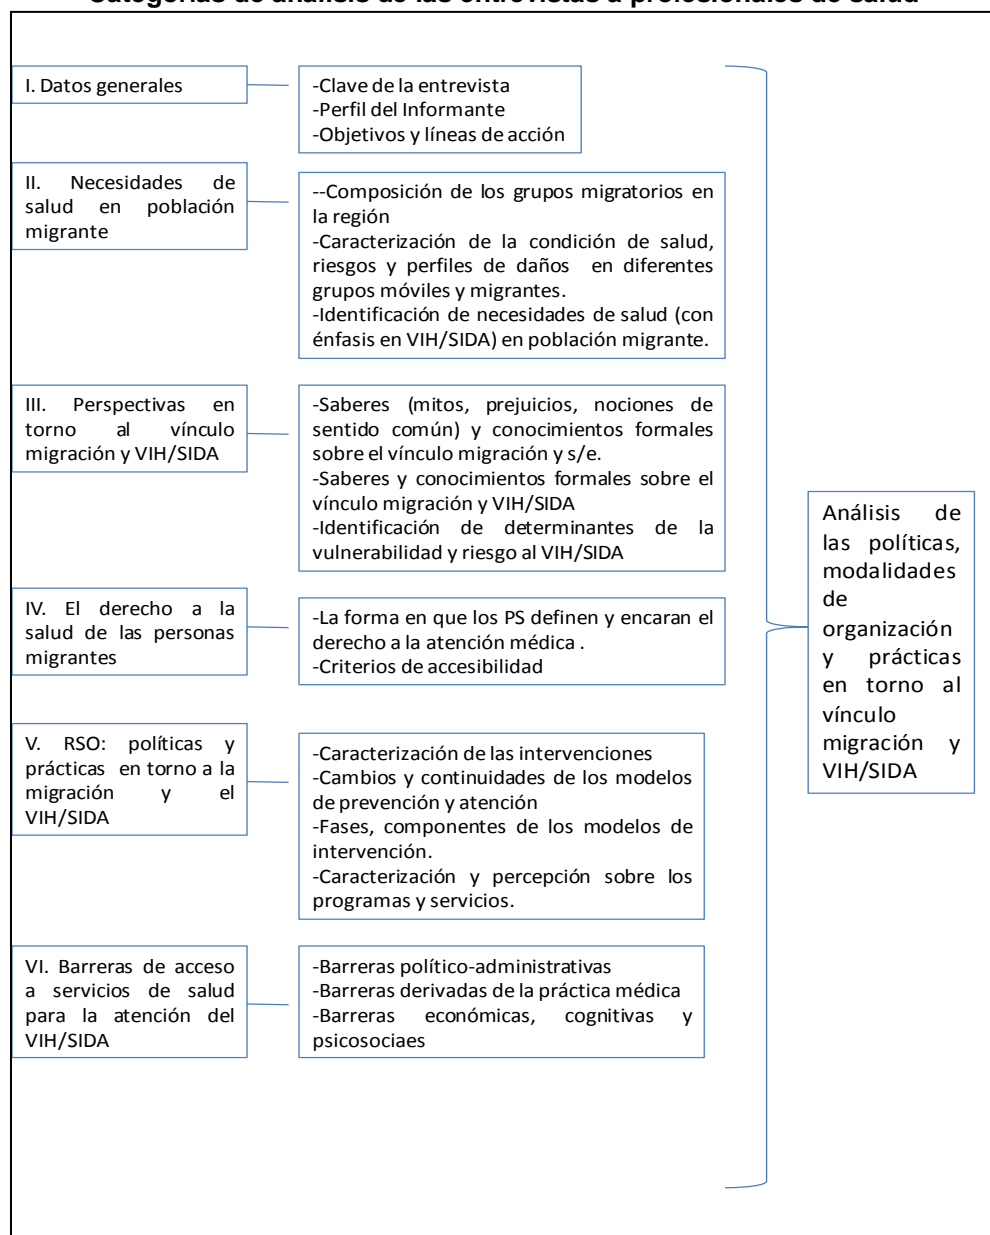 Categorías de análisis de las entrevistas a profesionales de salud
I. Datos generales
-Clave de la entrevista
-Perfil del Informante
-Objetivos y líneas de acción
II. Necesidades de
salud en población
migrante
--Composición de los grupos migratorios en
la región
-Caracterización de la condición de salud,
riesgos y perfiles de daños en diferentes
grupos móviles y migrantes.
-Identificación de necesidades de salud (con
énfasis en VIH/SIDA) en población migrante.
III. Perspectivas en
torno al vínculo
migración y VIH/SIDA
-Saberes (mitos, prejuicios, nociones de
sentido común) y conocimientos formales
sobre el vínculo migración y s/e.
-Saberes y conocimientos formales sobre el
vínculo migración y VIH/SIDA
-Identificación de determinantes de la
vulnerabilidad y riesgo al VIH/SIDA
IV. El derecho a la
salud de las personas
migrantes
-La forma en que los PS definen y encaran el
derecho a la atención médica .
-Criterios de accesibilidad
V. RSO: políticas y
prácticas en torno a la
migración y el
VIH/SIDA
-Caracterización de las intervenciones
-Cambios y continuidades de los modelos
de prevención y atención
-Fases, componentes de los modelos de
intervención.
-Caracterización y percepción sobre los
programas y servicios.
VI. Barreras de acceso
a servicios de salud
para la atención del
VIH/SIDA
-Barreras político-administrativas
-Barreras derivadas de la práctica médica
-Barreras económicas, cognitivas y
psicosociaes
Análisis de
las políticas,
modalidades
de
organización
y prácticas
en torno al
vínculo
migración y
VIH/SIDA